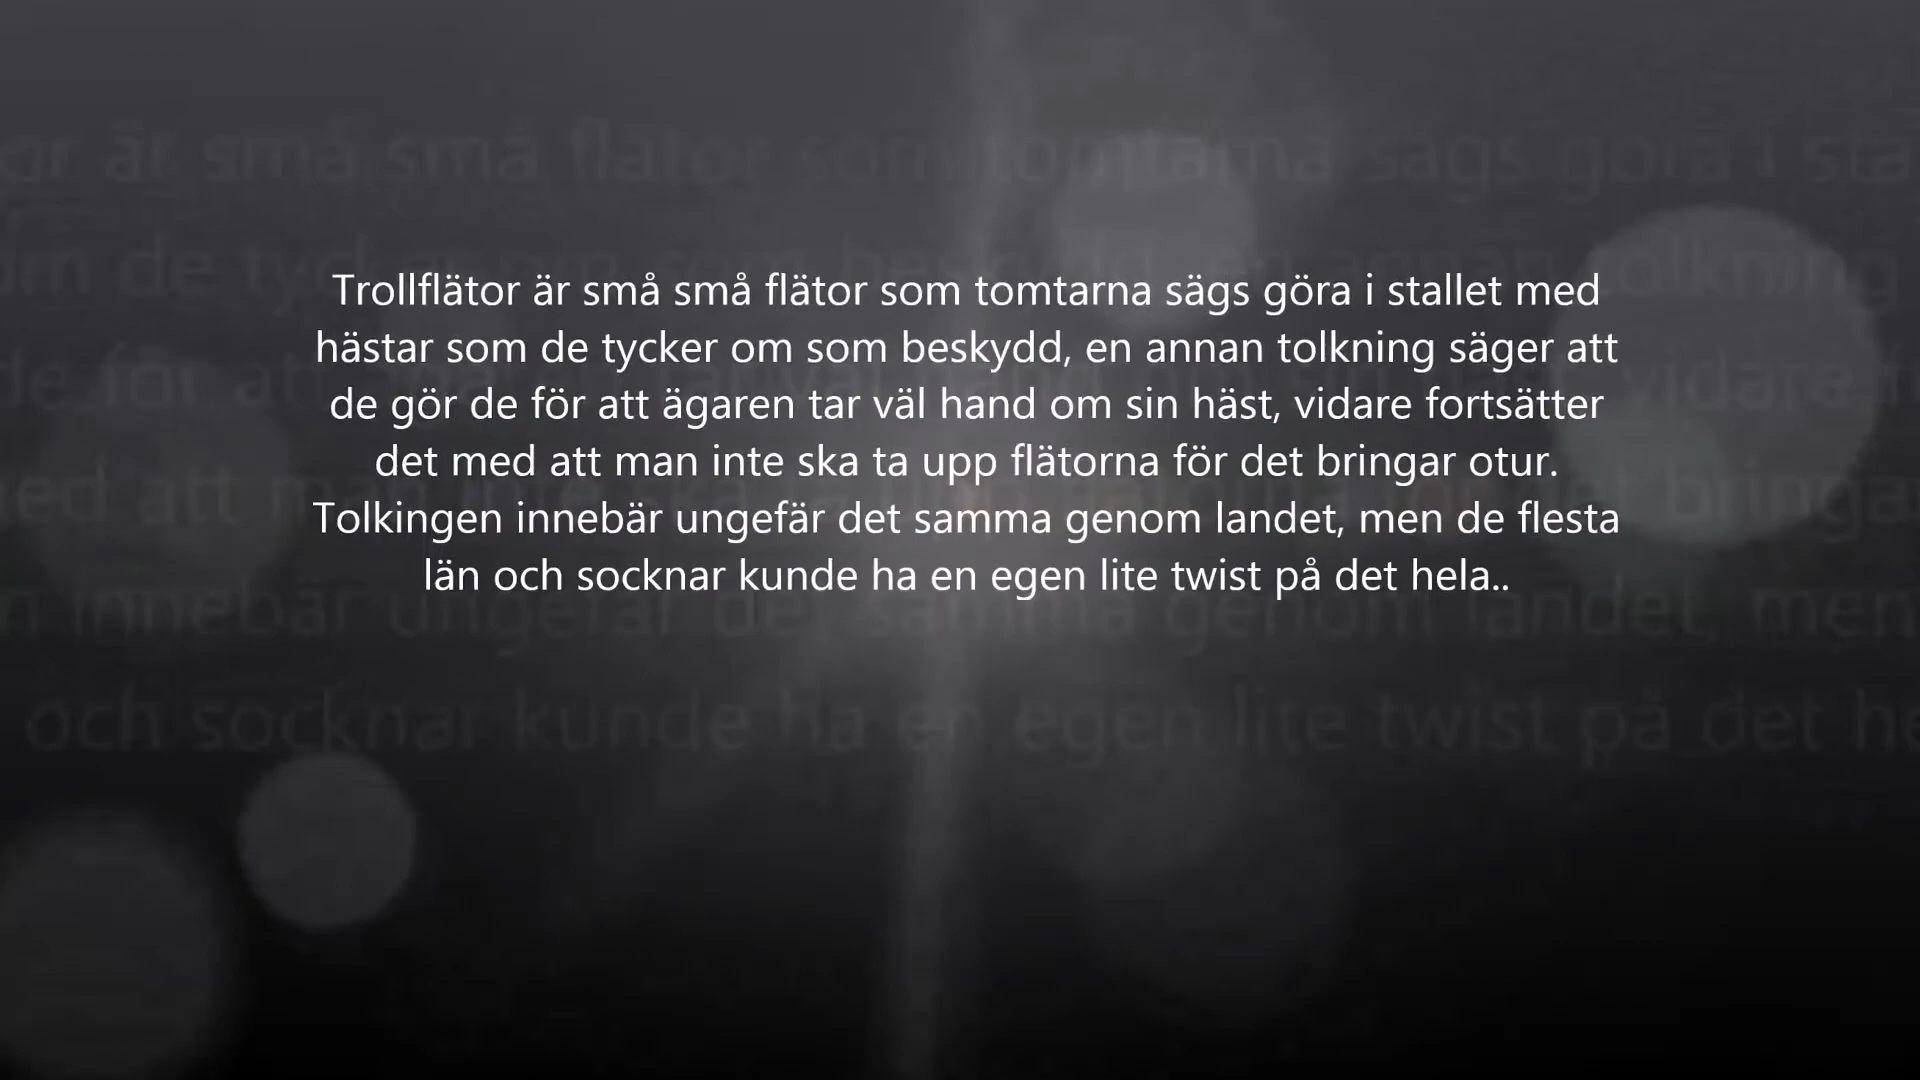 Trollflätor är små små flätor som tomtarna sägs göra i stallet med
hästar som de tycker om som beskydd, en annan tolkning säger att
de gör de för att ägaren tar väl hand om sin häst, vidare fortsätter
det med att man inte ska ta upp flätorna för det bringar otur.
Tolkingen innebär ungefär det samma genom landet, men de flesta
län och socknar kunde ha en egen lite twist på det hela..